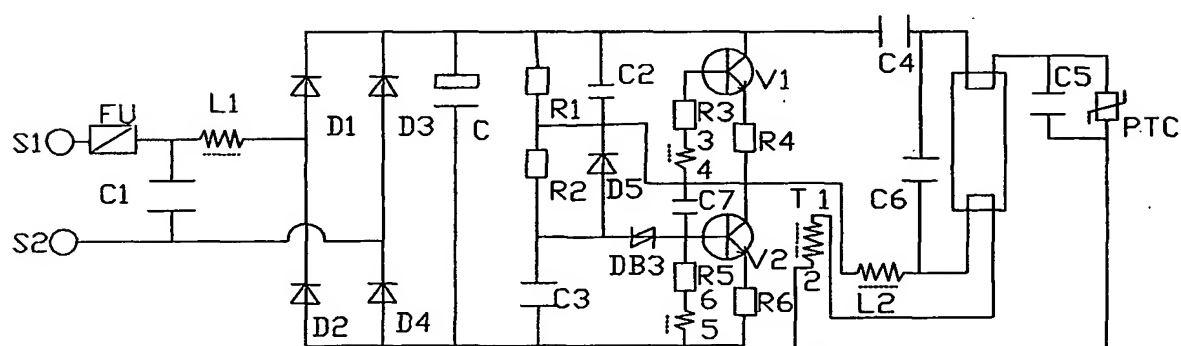 FU
S1
L1
C1
S2
D1
D3
D2
D4
C
R1
R2
C2
D5
DB3
C3
R3
3
4
C7
V1
R4
V2
R5
6
5
R6
T 1
2
L2
C4
C6
C5
PTC